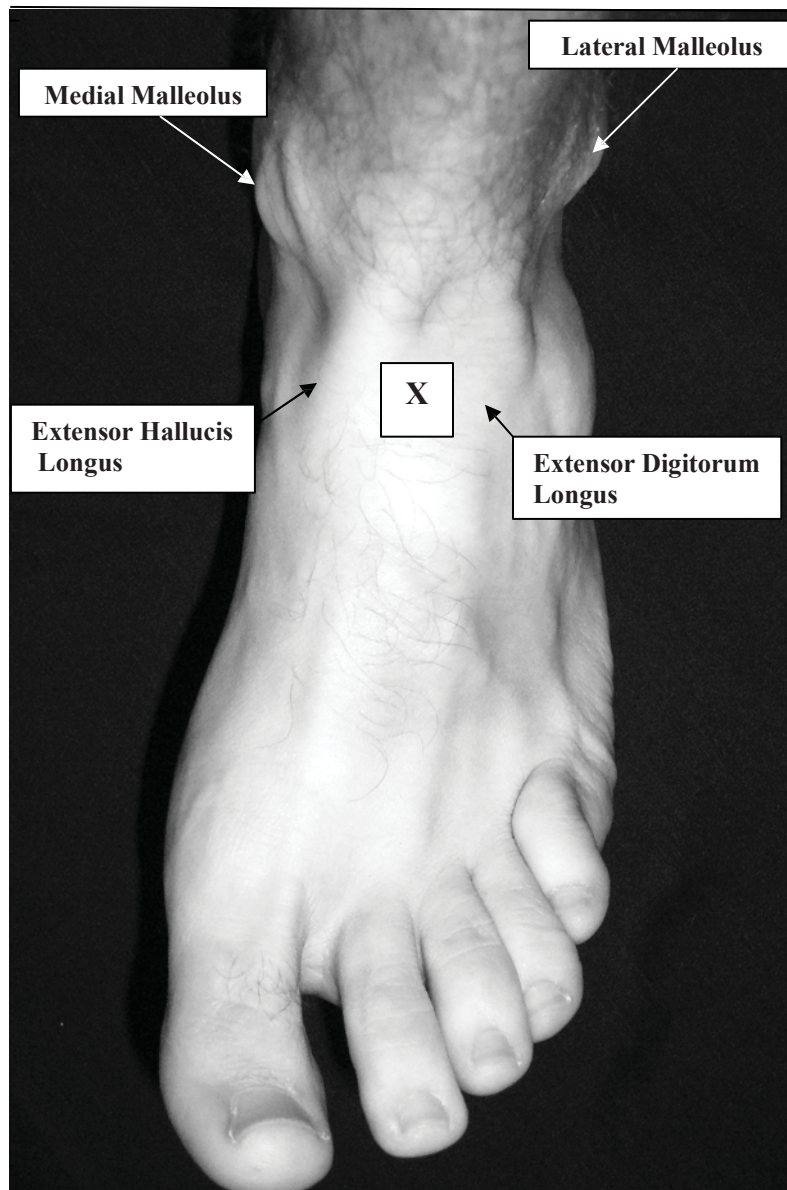 Lateral Malleolus
Medial Malleolus
X
Extensor Hallucis
Longus
Extensor Digitorum
Longus